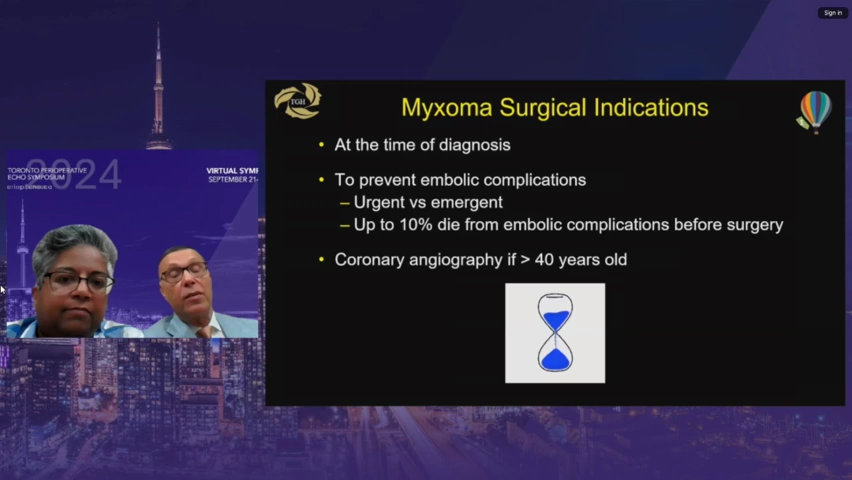 Sign in
TGH
Myxoma Surgical Indications
• At the time of diagnosis
• To prevent embolic complications
– Urgent vs emergent
– Up to 10% die from embolic complications before surgery
• Coronary angiography if > 40 years old
2024
TORONTO PERIOPERATIVE
ECHO SYMPOSIUM
VIRTUAL SYMP
SEPTEMBER 21-